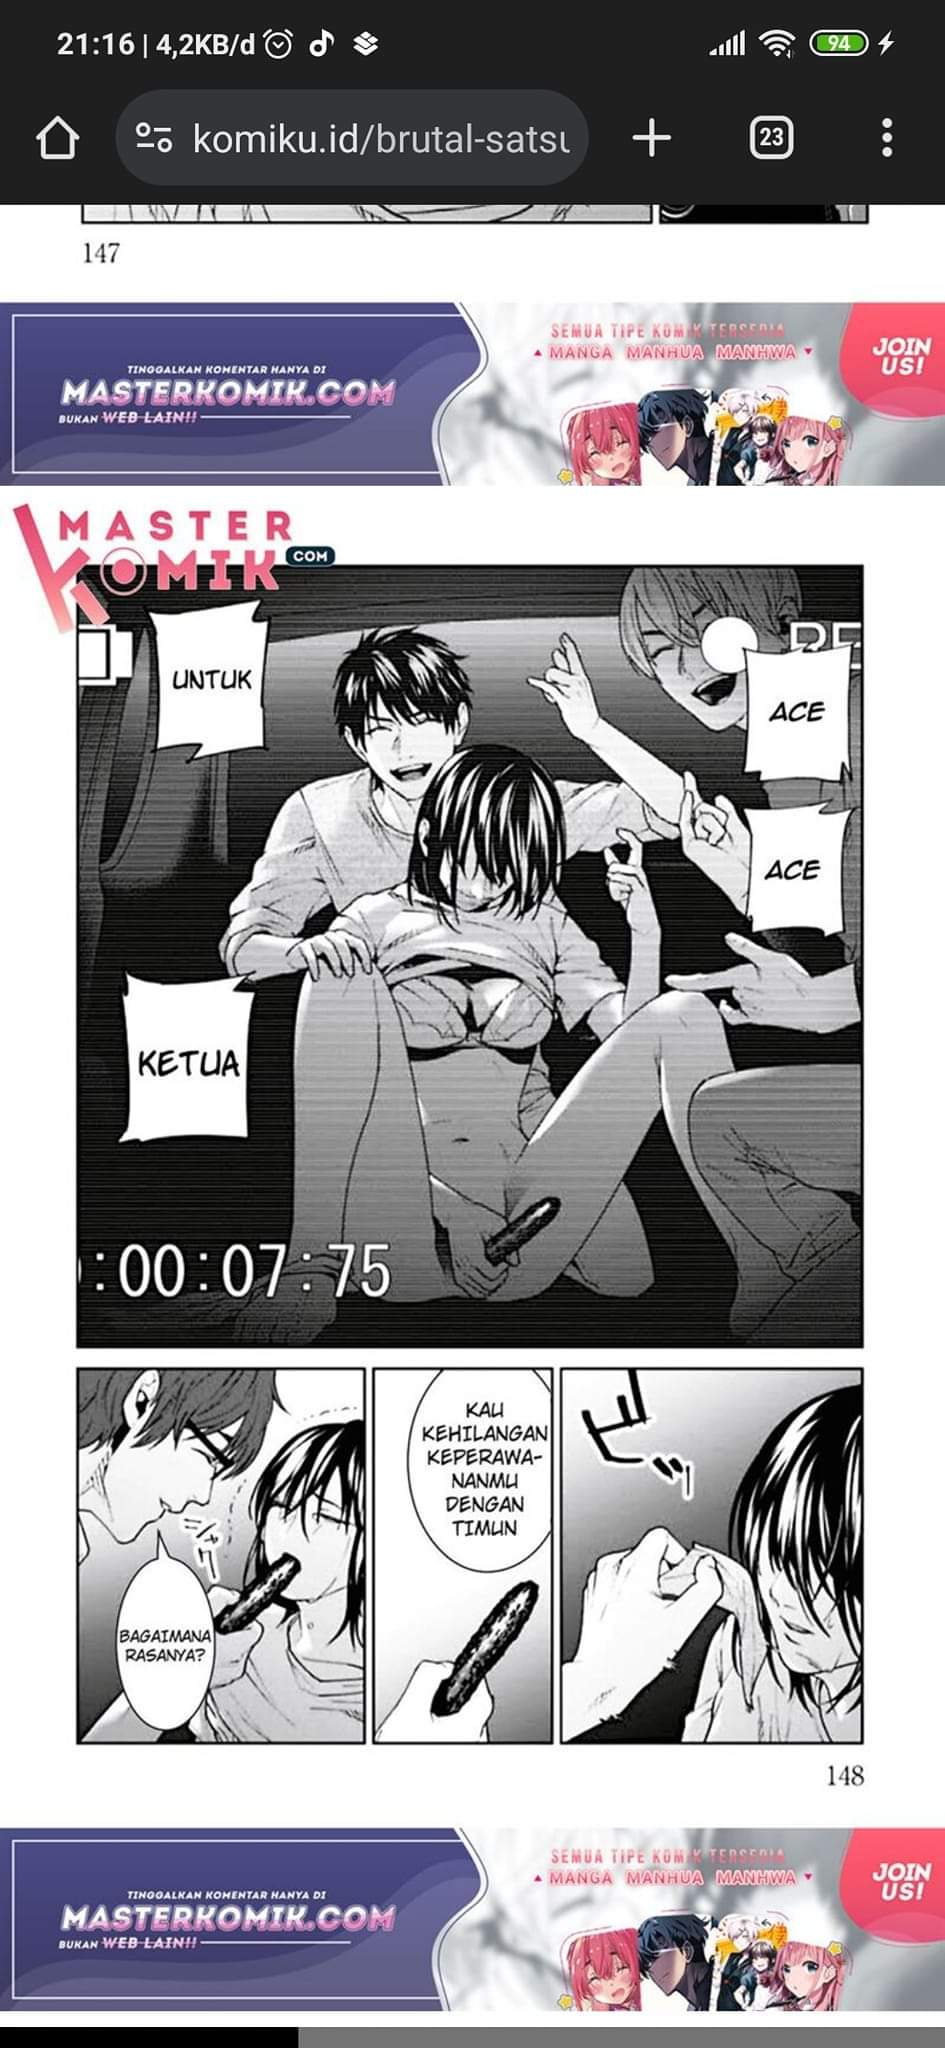 21:16 | 4,2KB/d
94
komiku.id/brutal-satsu
23
147
TINGGALKAN KOMENTAR HANYA DI
MASTERKOMIK.COM
BUKAN WEB LAIN!!
SEMUA TIPE KOMIK TERSEDIA
MANGA MANHUA MANHWA
JOIN
US!
MASTER
KOMIK COM
UNTUK
ACE
ACE
KETUA
:00:07:75
BAGAIMANA
RASANYA?
KAU
KEHILANGAN
KEPERAWA-
NANMU
DENGAN
TIMUN
148
TINGGALKAN KOMENTAR HANYA DI
MASTERKOMIK.COM
BUKAN WEB LAIN!!
SEMUA TIPE KOMIK TERSEDIA
MANGA MANHUA MANHWA
JOIN
US!